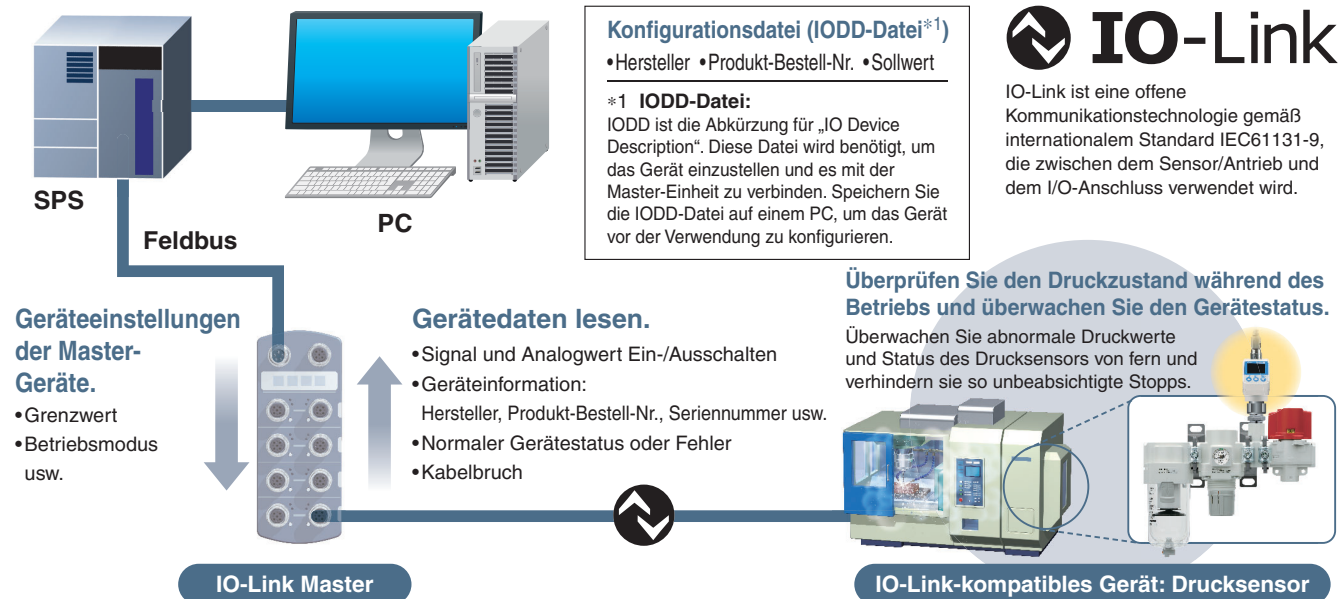 SPS
PC
Feldbus
Konfigurationsdatei (IODD-Datei*1)
•Hersteller •Produkt-Bestell-Nr. •Sollwert
*1 IODD-Datei:
IODD ist die Abkürzung für „IO Device
Description“. Diese Datei wird benötigt, um
das Gerät einzustellen und es mit der
Master-Einheit zu verbinden. Speichern Sie
die IODD-Datei auf einem PC, um das Gerät
vor der Verwendung zu konfigurieren.
IO-Link
IO-Link ist eine offene
Kommunikationstechnologie gemäß
internationalem Standard IEC61131-9,
die zwischen dem Sensor/Antrieb und
dem I/O-Anschluss verwendet wird.
Geräteeinstellungen
der Master-
Geräte.
•Grenzwert
•Betriebsmodus
usw.
Gerätedaten lesen.
•Signal und Analogwert Ein-/Ausschalten
•Geräteinformation:
Hersteller, Produkt-Bestell-Nr., Seriennummer usw.
•Normaler Gerätestatus oder Fehler
•Kabelbruch
Überprüfen Sie den Druckzustand während des
Betriebs und überwachen Sie den Gerätestatus.
Überwachen Sie abnormale Druckwerte
und Status des Drucksensors von fern und
verhindern sie so unbeabsichtigte Stopps.
IO-Link Master
IO-Link-kompatibles Gerät: Drucksensor